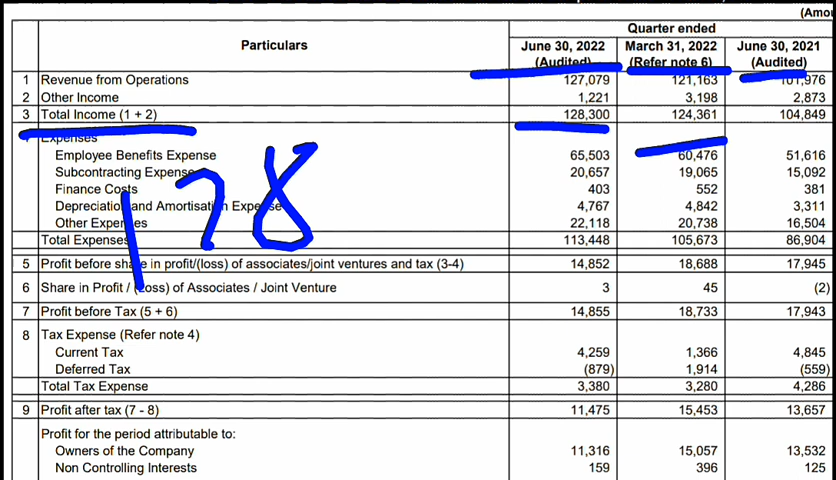 (Amou
Quarter ended
Particulars June 30, 2022 March 31, 2022 June 30, 2021
(Audited) (Refer note 6) (Audited)
1 Revenue from Operations 127,079 121,163 101,976
2 Other Income 1,221 3,198 2,873
3 Total Income (1 + 2) 128,300 124,361 104,849
4 Expenses
Employee Benefits Expense 65,503 60,476 51,616
Subcontracting Expense 20,657 19,065 15,092
Finance Costs 403 552 381
Depreciation and Amortisation Expense 4,767 4,842 3,311
Other Expenses 22,118 20,738 16,504
Total Expenses 113,448 105,673 86,904
5 Profit before share in profit/(loss) of associates/joint ventures and tax (3-4) 14,852 18,688 17,945
6 Share in Profit / (Loss) of Associates / Joint Venture 3 45 (2)
7 Profit before Tax (5 + 6) 14,855 18,733 17,943
8 Tax Expense (Refer note 4)
Current Tax 4,259 1,366 4,845
Deferred Tax (879) 1,914 (559)
Total Tax Expense 3,380 3,280 4,286
9 Profit after tax (7 - 8) 11,475 15,453 13,657
Profit for the period attributable to:
Owners of the Company 11,316 15,057 13,532
Non Controlling Interests 159 396 125
128